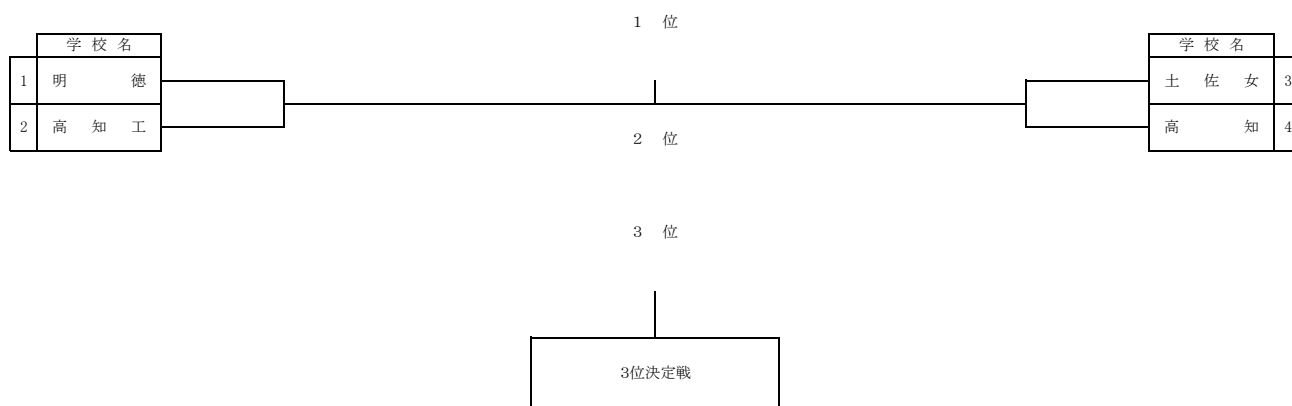 1 位
学 校 名
1 明 徳
2 高 知 工
学 校 名
土 佐 女 3
高 知 4
2 位
3 位
3位決定戦